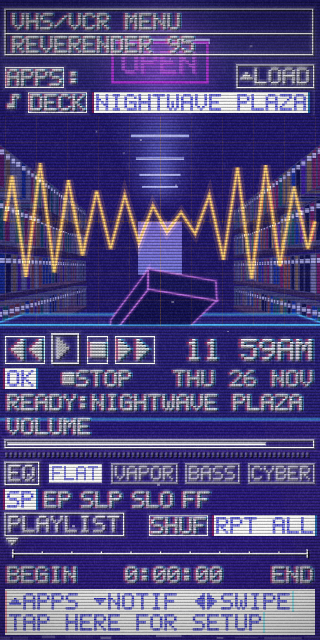 VHS/VCR MENU
REVERENDER 95
OPEN
APPS: ▲LOAD
♪ DECK NIGHTWAVE PLAZA
11 59AM
OK ■STOP THU 26 NOV
READY:NIGHTWAVE PLAZA
VOLUME
EQ FLAT VAPOR BASS CYBER
SP EP SLP SLO FF
PLAYLIST SHUF RPT ALL
BEGIN 0:00:00 END
▲APPS ▼NOTIF ◀▶SWIPE
TAP HERE FOR SETUP